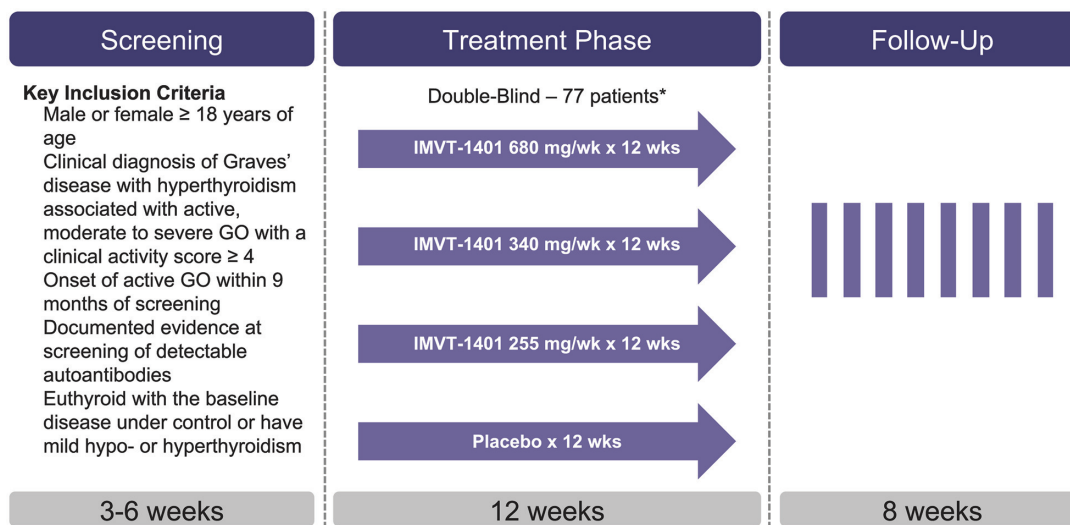 Screening
Treatment Phase
Follow-Up
Key Inclusion Criteria
Male or female ≥ 18 years of
age
Clinical diagnosis of Graves’
disease with hyperthyroidism
associated with active,
moderate to severe GO with a
clinical activity score ≥ 4
Onset of active GO within 9
months of screening
Documented evidence at
screening of detectable
autoantibodies
Euthyroid with the baseline
disease under control or have
mild hypo- or hyperthyroidism
Double-Blind – 77 patients*
IMVT-1401 680 mg/wk x 12 wks
IMVT-1401 340 mg/wk x 12 wks
IMVT-1401 255 mg/wk x 12 wks
Placebo x 12 wks
3-6 weeks
12 weeks
8 weeks